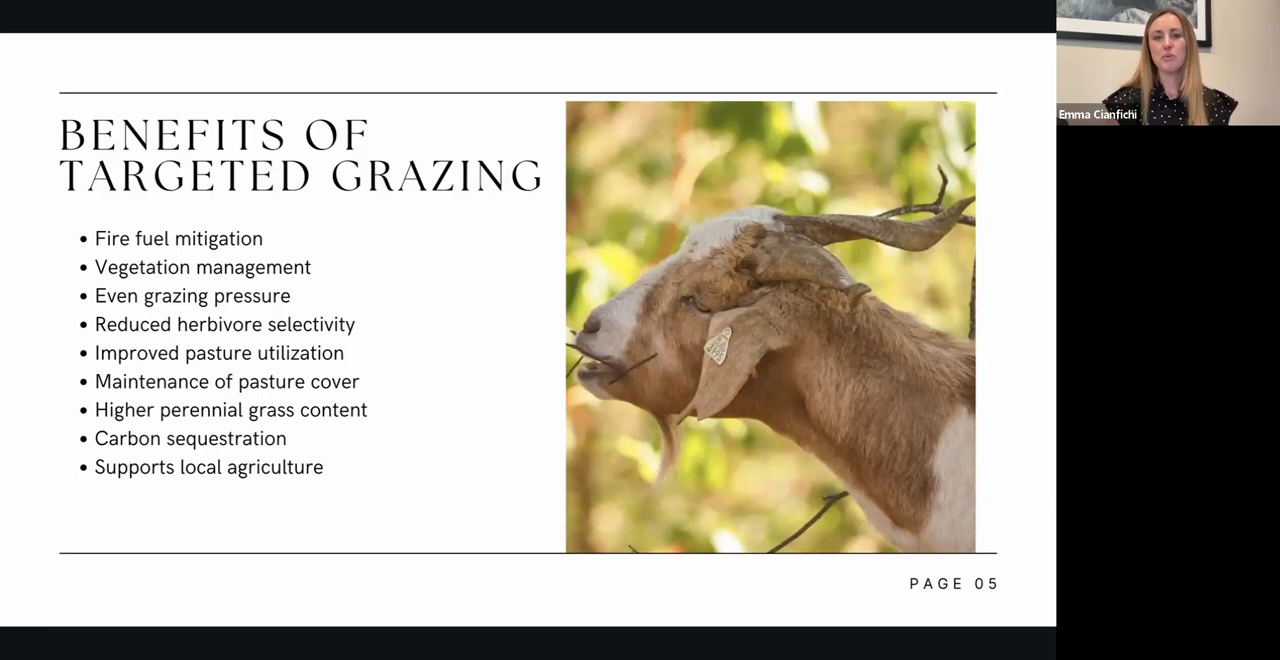 BENEFITS OF
TARGETED GRAZING
• Fire fuel mitigation
• Vegetation management
• Even grazing pressure
• Reduced herbivore selectivity
• Improved pasture utilization
• Maintenance of pasture cover
• Higher perennial grass content
• Carbon sequestration
• Supports local agriculture
PAGE 05
Emma Cianfichi